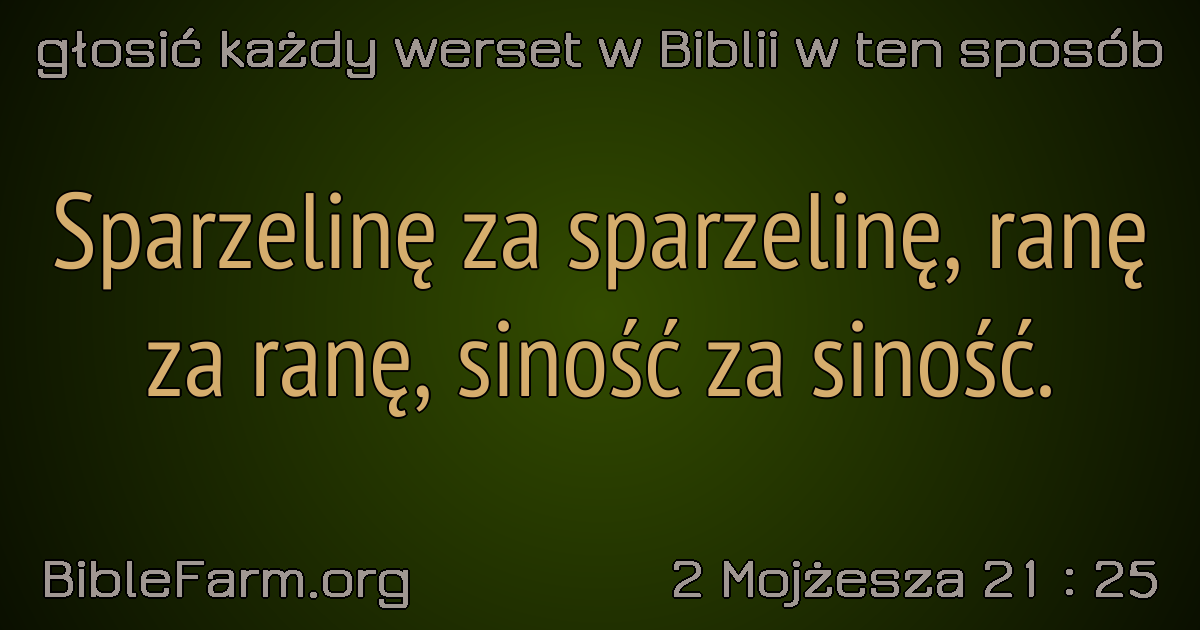 głosić każdy werset w Biblii w ten sposób
Sparzelinę za sparzelinę, ranę
za ranę, siność za siność.
BibleFarm.org
2 Mojżesza 21 : 25